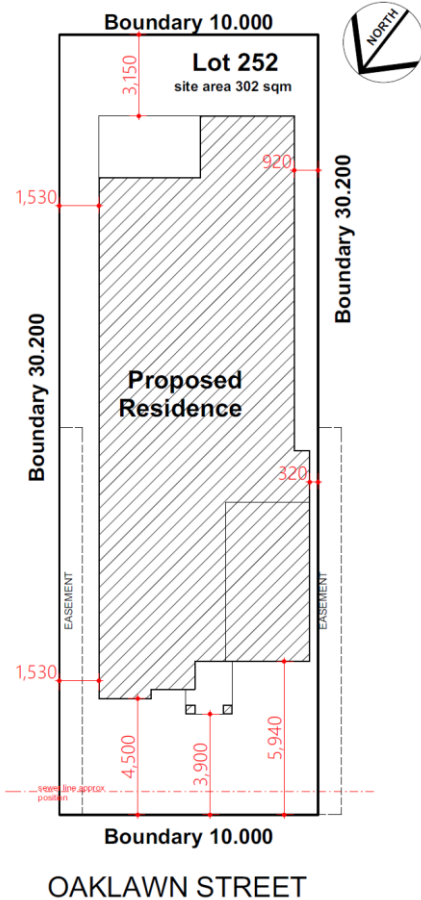 Boundary 10.000
NORTH
Lot 252
site area 302 sqm
3,150
920
1,530
Boundary 30.200
Boundary 30.200
Proposed
Residence
320
EASEMENT
EASEMENT
1,530
4,500
3,900
5,940
sewer line approx
position
Boundary 10.000
OAKLAWN STREET